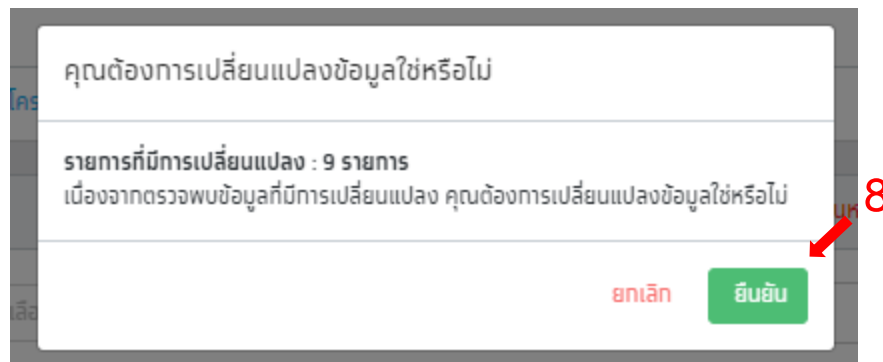 คุณต้องการเปลี่ยนแปลงข้อมูลใช่หรือไม่
โคร
รายการที่มีการเปลี่ยนแปลง : 9 รายการ
เนื่องจากตรวจพบข้อมูลที่มีการเปลี่ยนแปลง คุณต้องการเปลี่ยนแปลงข้อมูลใช่หรือไม่
8
ยกเลิก
ยืนยัน